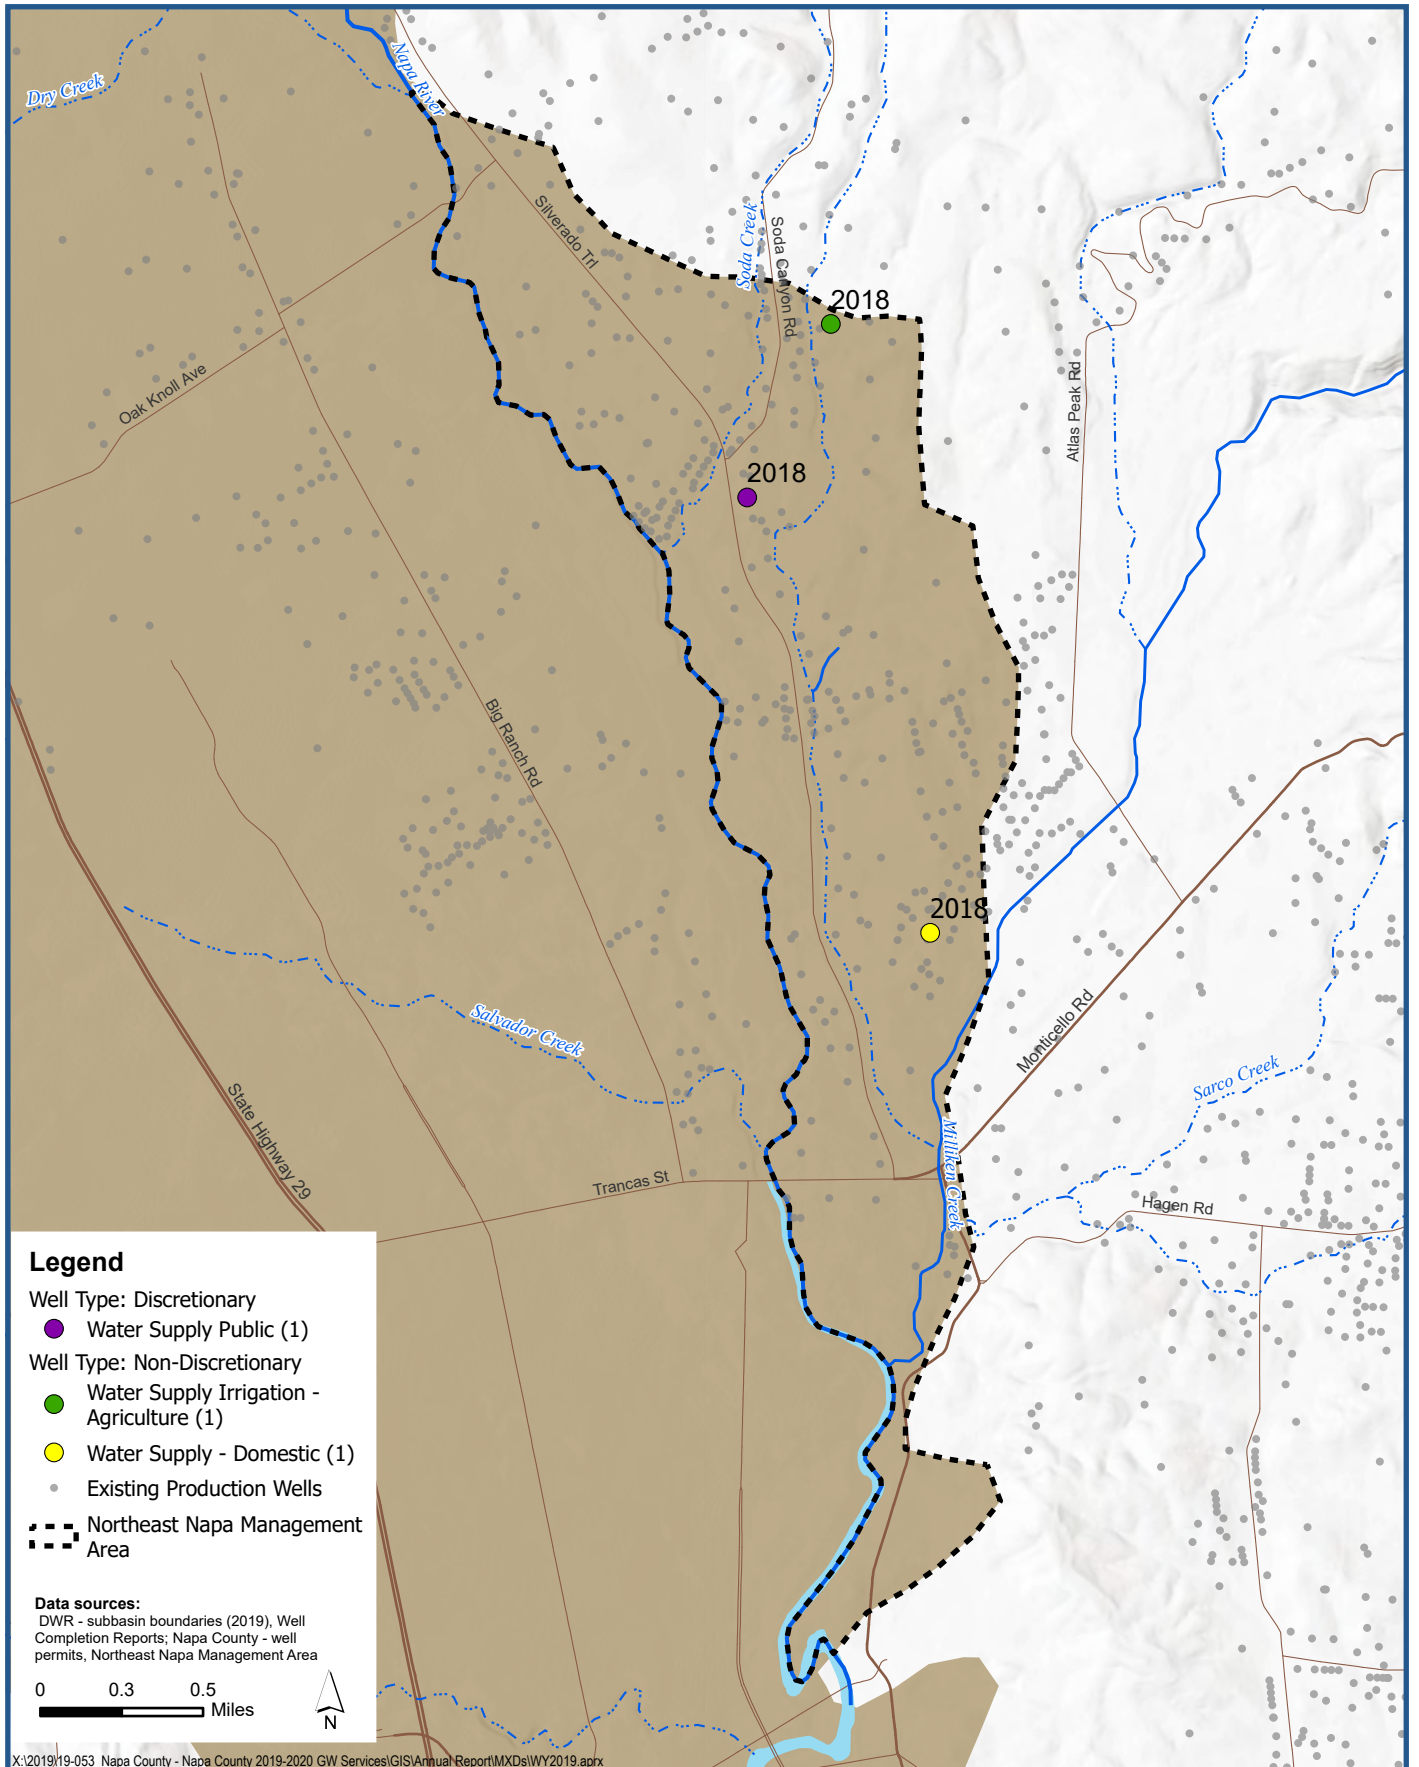 Napa River
Dry Creek
Silverado Trl
Soda Creek
Soda Canyon Rd
2018
Oak Knoll Ave
Atlas Peak Rd
2018
Big Ranch Rd
2018
Salvador Creek
Monticello Rd
Sarco Creek
State Highway 29
Milliken Creek
Trancas St
Hagen Rd
Legend
Well Type: Discretionary
Water Supply Public (1)
Well Type: Non-Discretionary
Water Supply Irrigation -
Agriculture (1)
Water Supply - Domestic (1)
Existing Production Wells
Northeast Napa Management
Area
Data sources:
DWR - subbasin boundaries (2019), Well
Completion Reports; Napa County - well
permits, Northeast Napa Management Area
0 0.3 0.5
Miles
N
X:\2019\19-053 Napa County - Napa County 2019-2020 GW Services\GIS\Annual Report\MXDs\WY2019.aprx